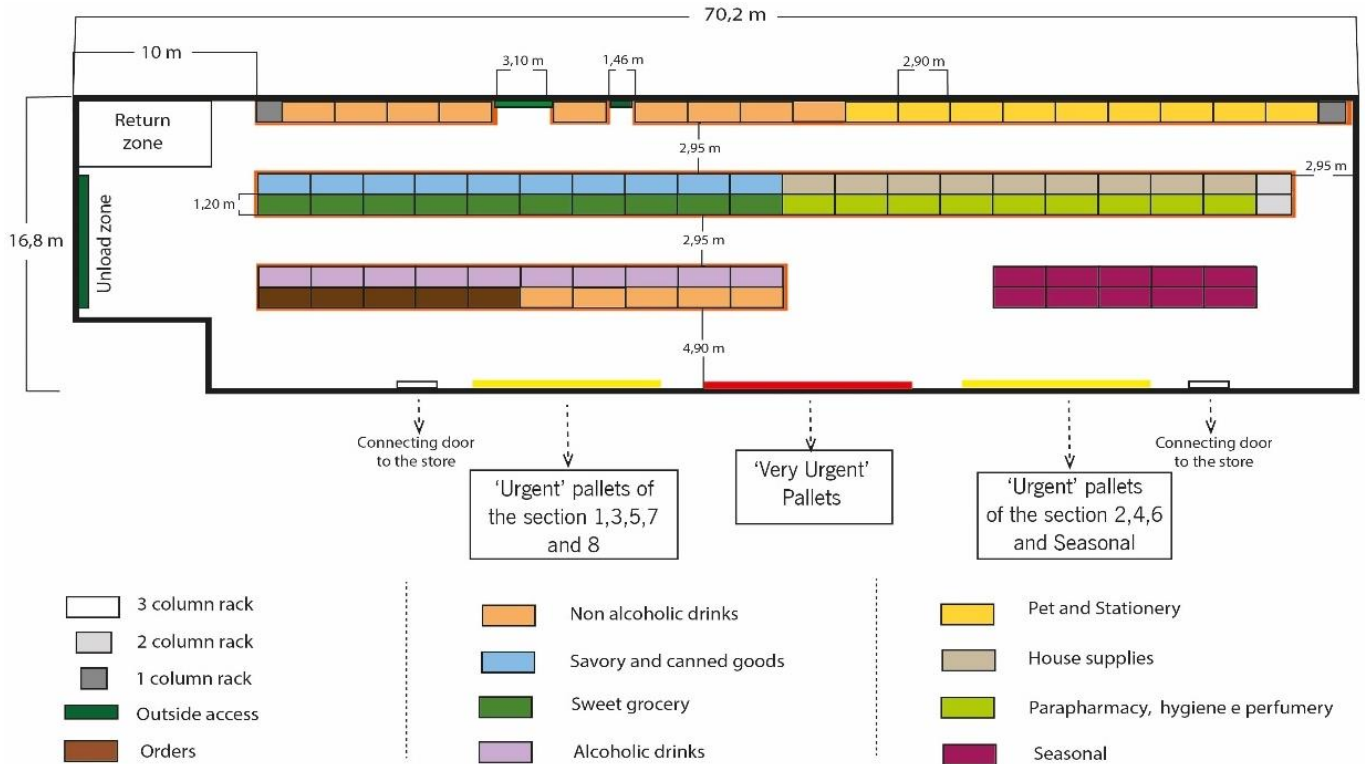 70,2 m
10 m
3,10 m
1,46 m
2,90 m
Return
zone
2,95 m
2,95 m
1,20 m
16,8 m
Unload zone
2,95 m
4,90 m
Connecting door
to the store
'Urgent' pallets of
the section 1,3,5,7
and 8
'Very Urgent'
Pallets
'Urgent' pallets
of the section 2,4,6
and Seasonal
Connecting door
to the store
3 column rack
2 column rack
1 column rack
Outside access
Orders
Non alcoholic drinks
Savory and canned goods
Sweet grocery
Alcoholic drinks
Pet and Stationery
House supplies
Parapharmacy, hygiene e perfumery
Seasonal